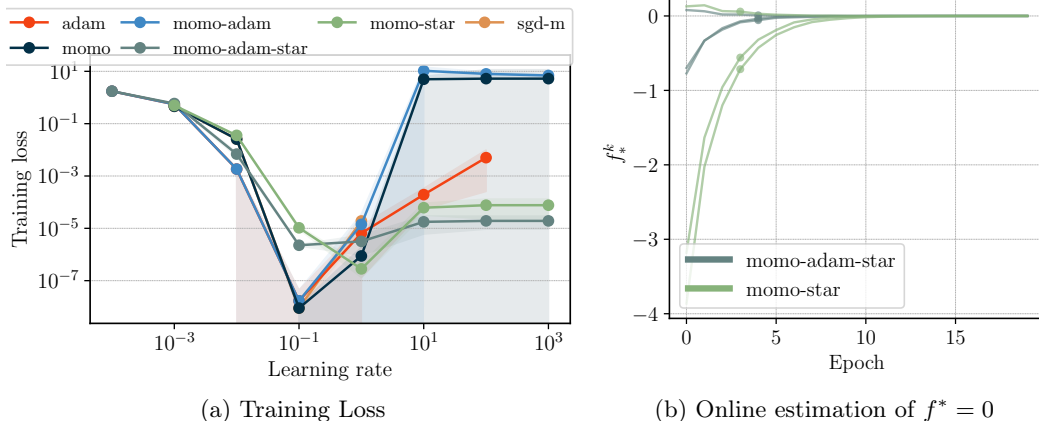 adam momo-adam momo-star sgd-m
momo momo-adam-star
Training loss
10^1
10^{-1}
10^{-3}
10^{-5}
10^{-7}
10^{-3} 10^{-1} 10^1 10^3
Learning rate
(a) Training Loss
f_*^k
0
−1
−2
−3
−4
momo-adam-star
momo-star
0 5 10 15
Epoch
(b) Online estimation of f^* = 0